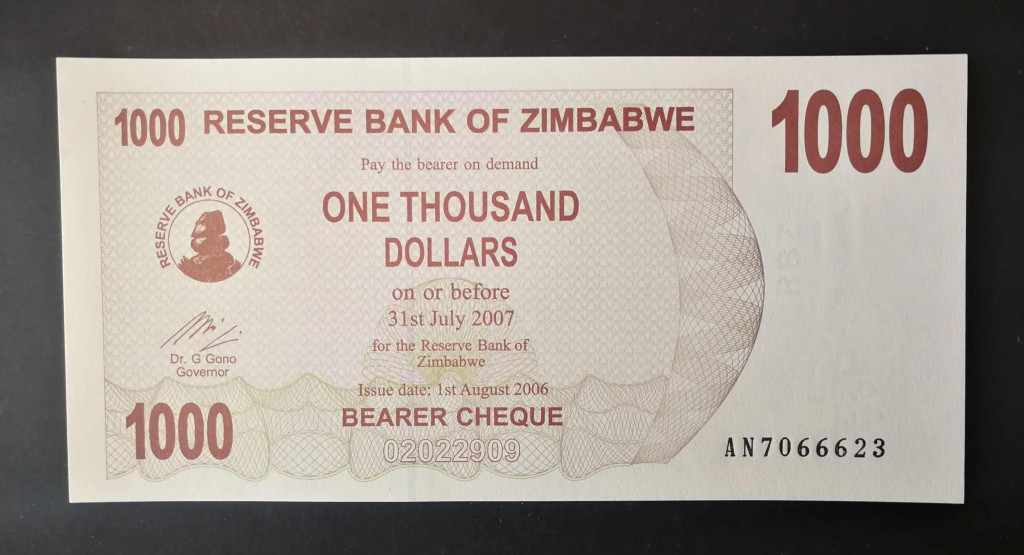 1000 RESERVE BANK OF ZIMBABWE
1000
Pay the bearer on demand
ONE THOUSAND
DOLLARS
RESERVE BANK OF ZIMBABWE
on or before
31st July 2007
for the Reserve Bank of
Zimbabwe
Dr. G Gono
Governor
Issue date: 1st August 2006
BEARER CHEQUE
1000
02022909
AN7066623
RBZ